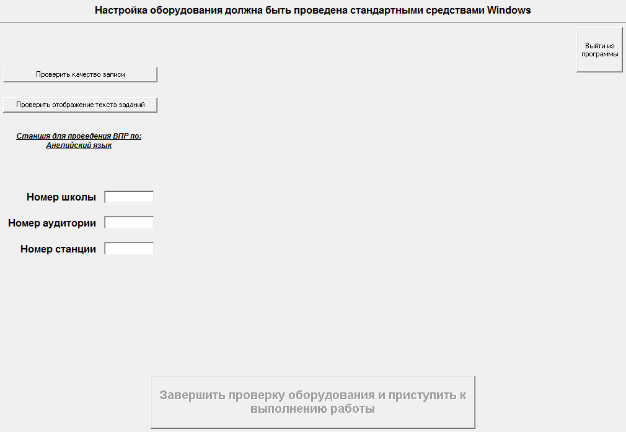 Настройка оборудования должна быть проведена стандартными средствами Windows
Выйти из
программы
Проверить качество записи
Проверить отображение текста заданий
Станция для проведения ВПР по:
Английский язык
Номер школы
Номер аудитории
Номер станции
Завершить проверку оборудования и приступить к
выполнению работы